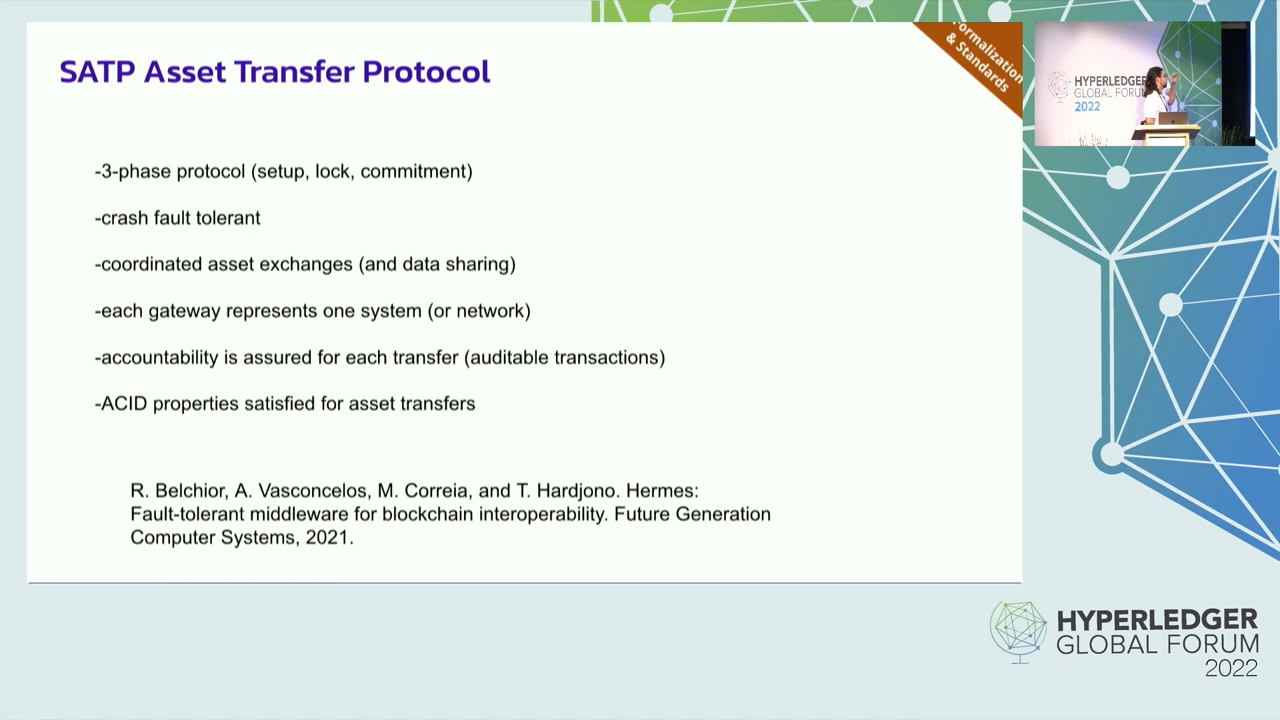 SATP Asset Transfer Protocol
Formalization
& Standards
HYPERLEDGER
GLOBAL FORUM
2022
-3-phase protocol (setup, lock, commitment)
-crash fault tolerant
-coordinated asset exchanges (and data sharing)
-each gateway represents one system (or network)
-accountability is assured for each transfer (auditable transactions)
-ACID properties satisfied for asset transfers
R. Belchior, A. Vasconcelos, M. Correia, and T. Hardjono. Hermes:
Fault-tolerant middleware for blockchain interoperability. Future Generation
Computer Systems, 2021.
HYPERLEDGER
GLOBAL FORUM
2022